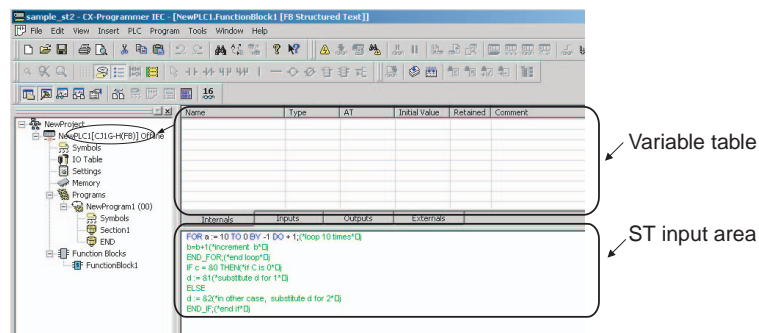 sample_st2 - CX-Programmer IEC - [NewPLC1.FunctionBlock1 [FB Structured Text]]
File Edit View Insert PLC Program Tools Window Help
16
Name Type AT Initial Value Retained Comment
NewProject
NewPLC1[CJ1G-H(FB)] Offline
Symbols
IO Table
Settings
Memory
Programs
NewProgram1 (00)
Symbols
Section1
END
Function Blocks
FunctionBlock1
Variable table
Internals Inputs Outputs Externals
ST input area
FOR a := 10 TO 0 BY -1 DO + 1;(*loop 10 times*)
b=b+1(*increment b*)
END_FOR;(*end loop*)
IF c = &0 THEN(*if C is 0*)
d := &1(*substitute d for 1*)
ELSE
d := &2(*in other case, substitute d for 2*)
END_IF;(*end if*)